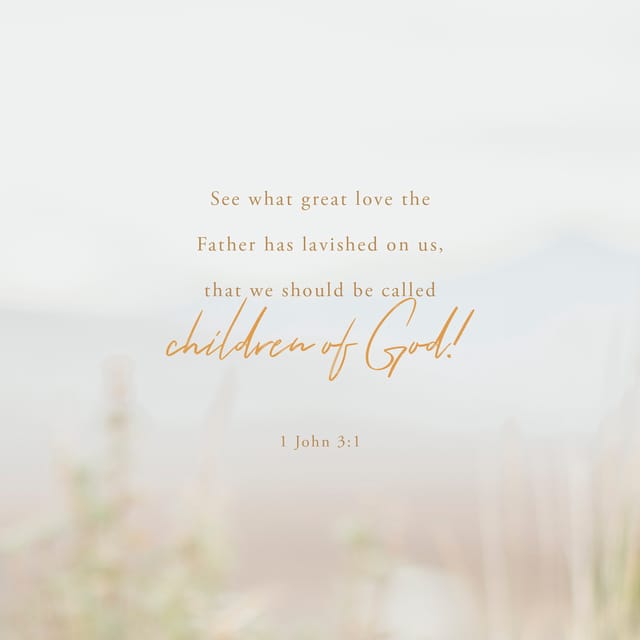 See what great love the
Father has lavished on us,
that we should be called
children of God!
1 John 3:1